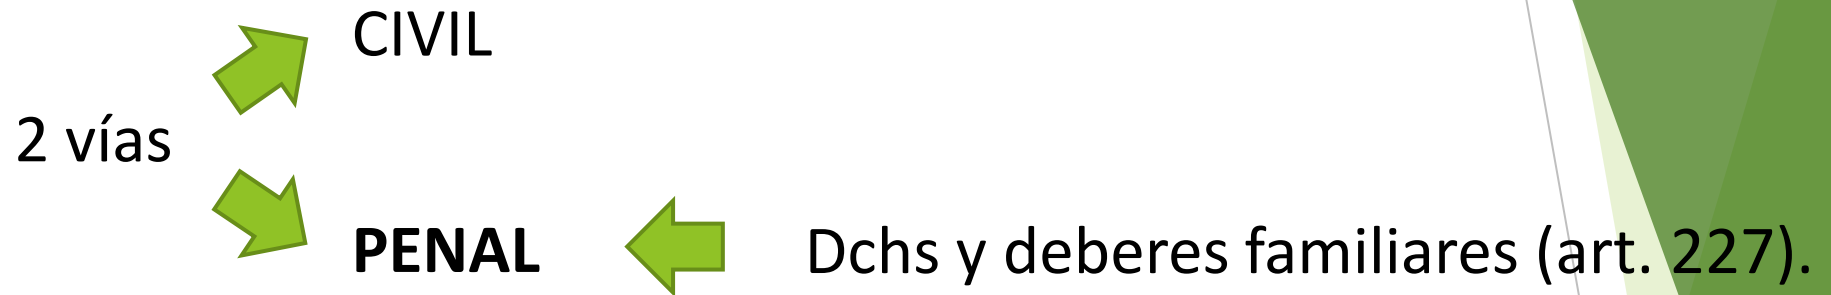 CIVIL
2 vías
PENAL
Dchs y deberes familiares (art. 227).